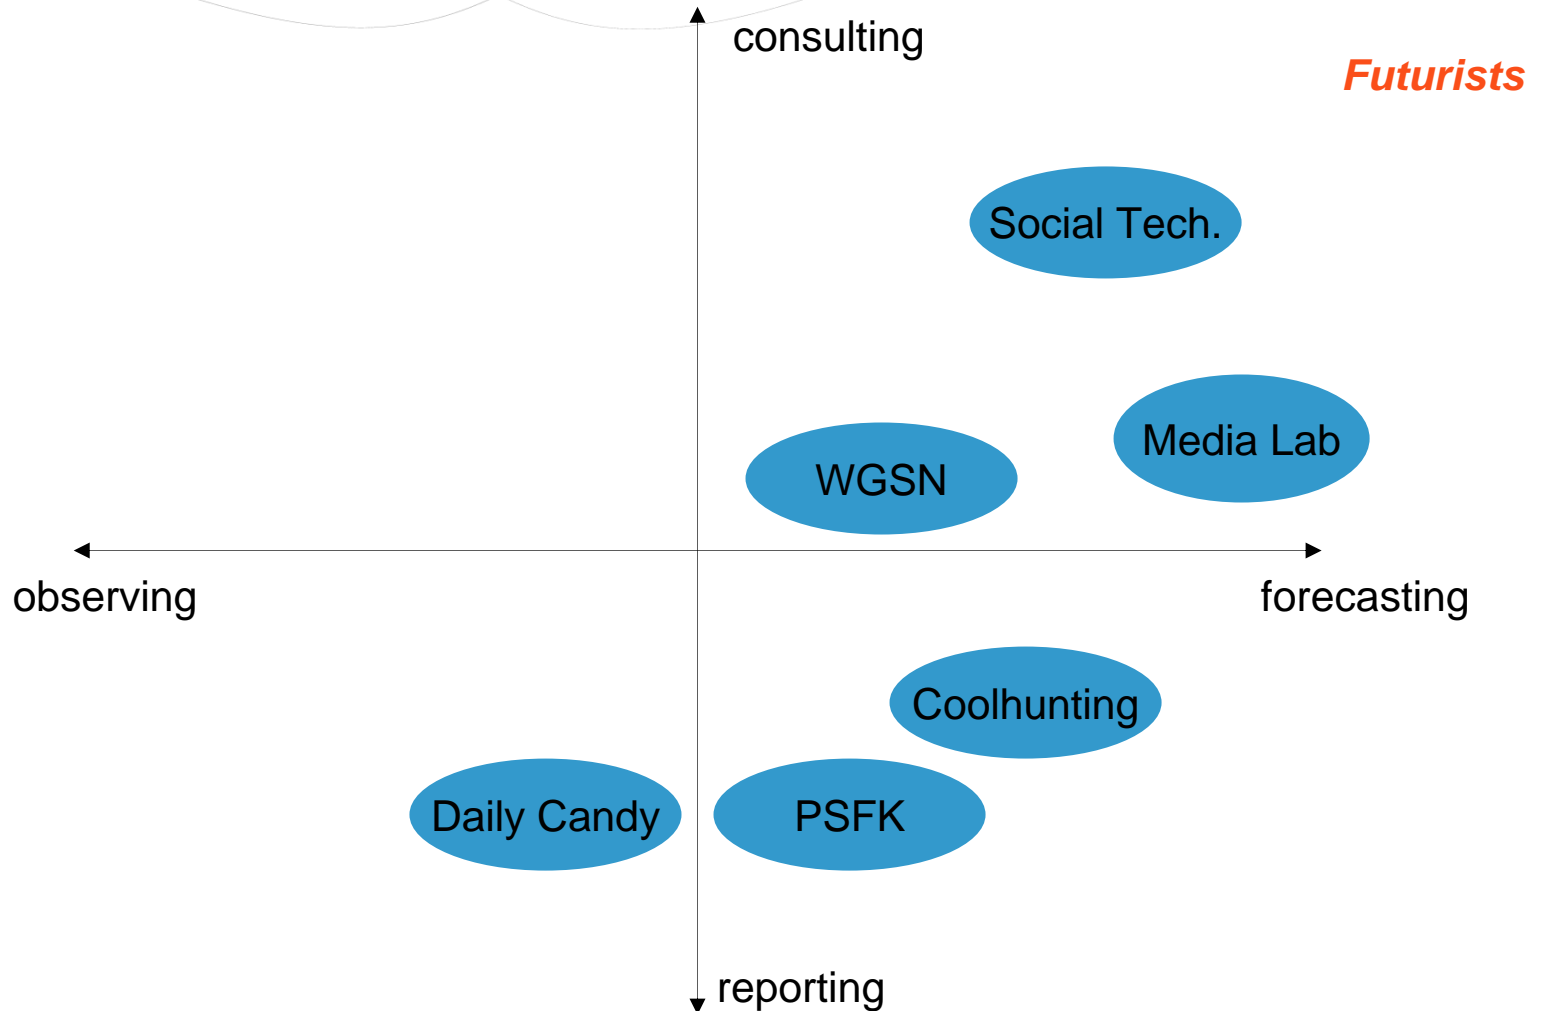 consulting
Futurists
Social Tech.
Media Lab
WGSN
observing
forecasting
Coolhunting
Daily Candy
PSFK
reporting